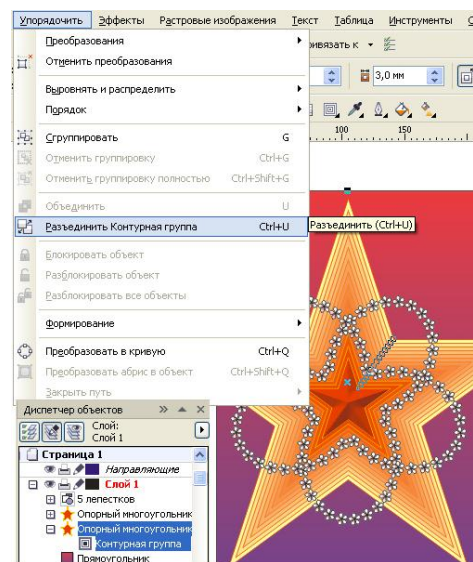 Упорядочить Эффекты Растровые изображения Текст Таблица Инструменты
Преобразования
Отменить преобразования
Выровнять и распределить
Порядок
Сгруппировать G
Отменить группировку Ctrl+G
Отменить группировку полностью Ctrl+Shift+G
Объединить U
Разъединить Контурная группа Ctrl+U
Разъединить (Ctrl+U)
Блокировать объект
Разблокировать объект
Разблокировать все объекты
Формирование
Преобразовать в кривую Ctrl+Q
Преобразовать абрис в объект Ctrl+Shift+Q
Закрыть путь
ивязать к
3,0 мм
100 150
Диспетчер объектов
Слой:
Слой 1
Страница 1
Направляющие
Слой 1
5 лепестков
Опорный многоугольник
Опорный многоугольник
Контурная группа
Прямоугольник